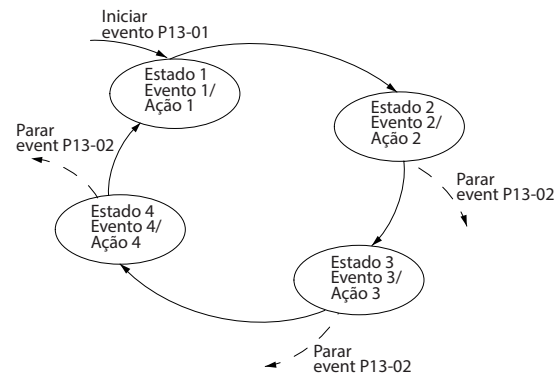 Iniciar
evento P13-01
Estado 1
Evento 1/
Ação 1
Estado 2
Evento 2/
Ação 2
Parar
event P13-02
Parar
event P13-02
Estado 4
Evento 4/
Ação 4
Estado 3
Evento 3/
Ação 3
Parar
event P13-02